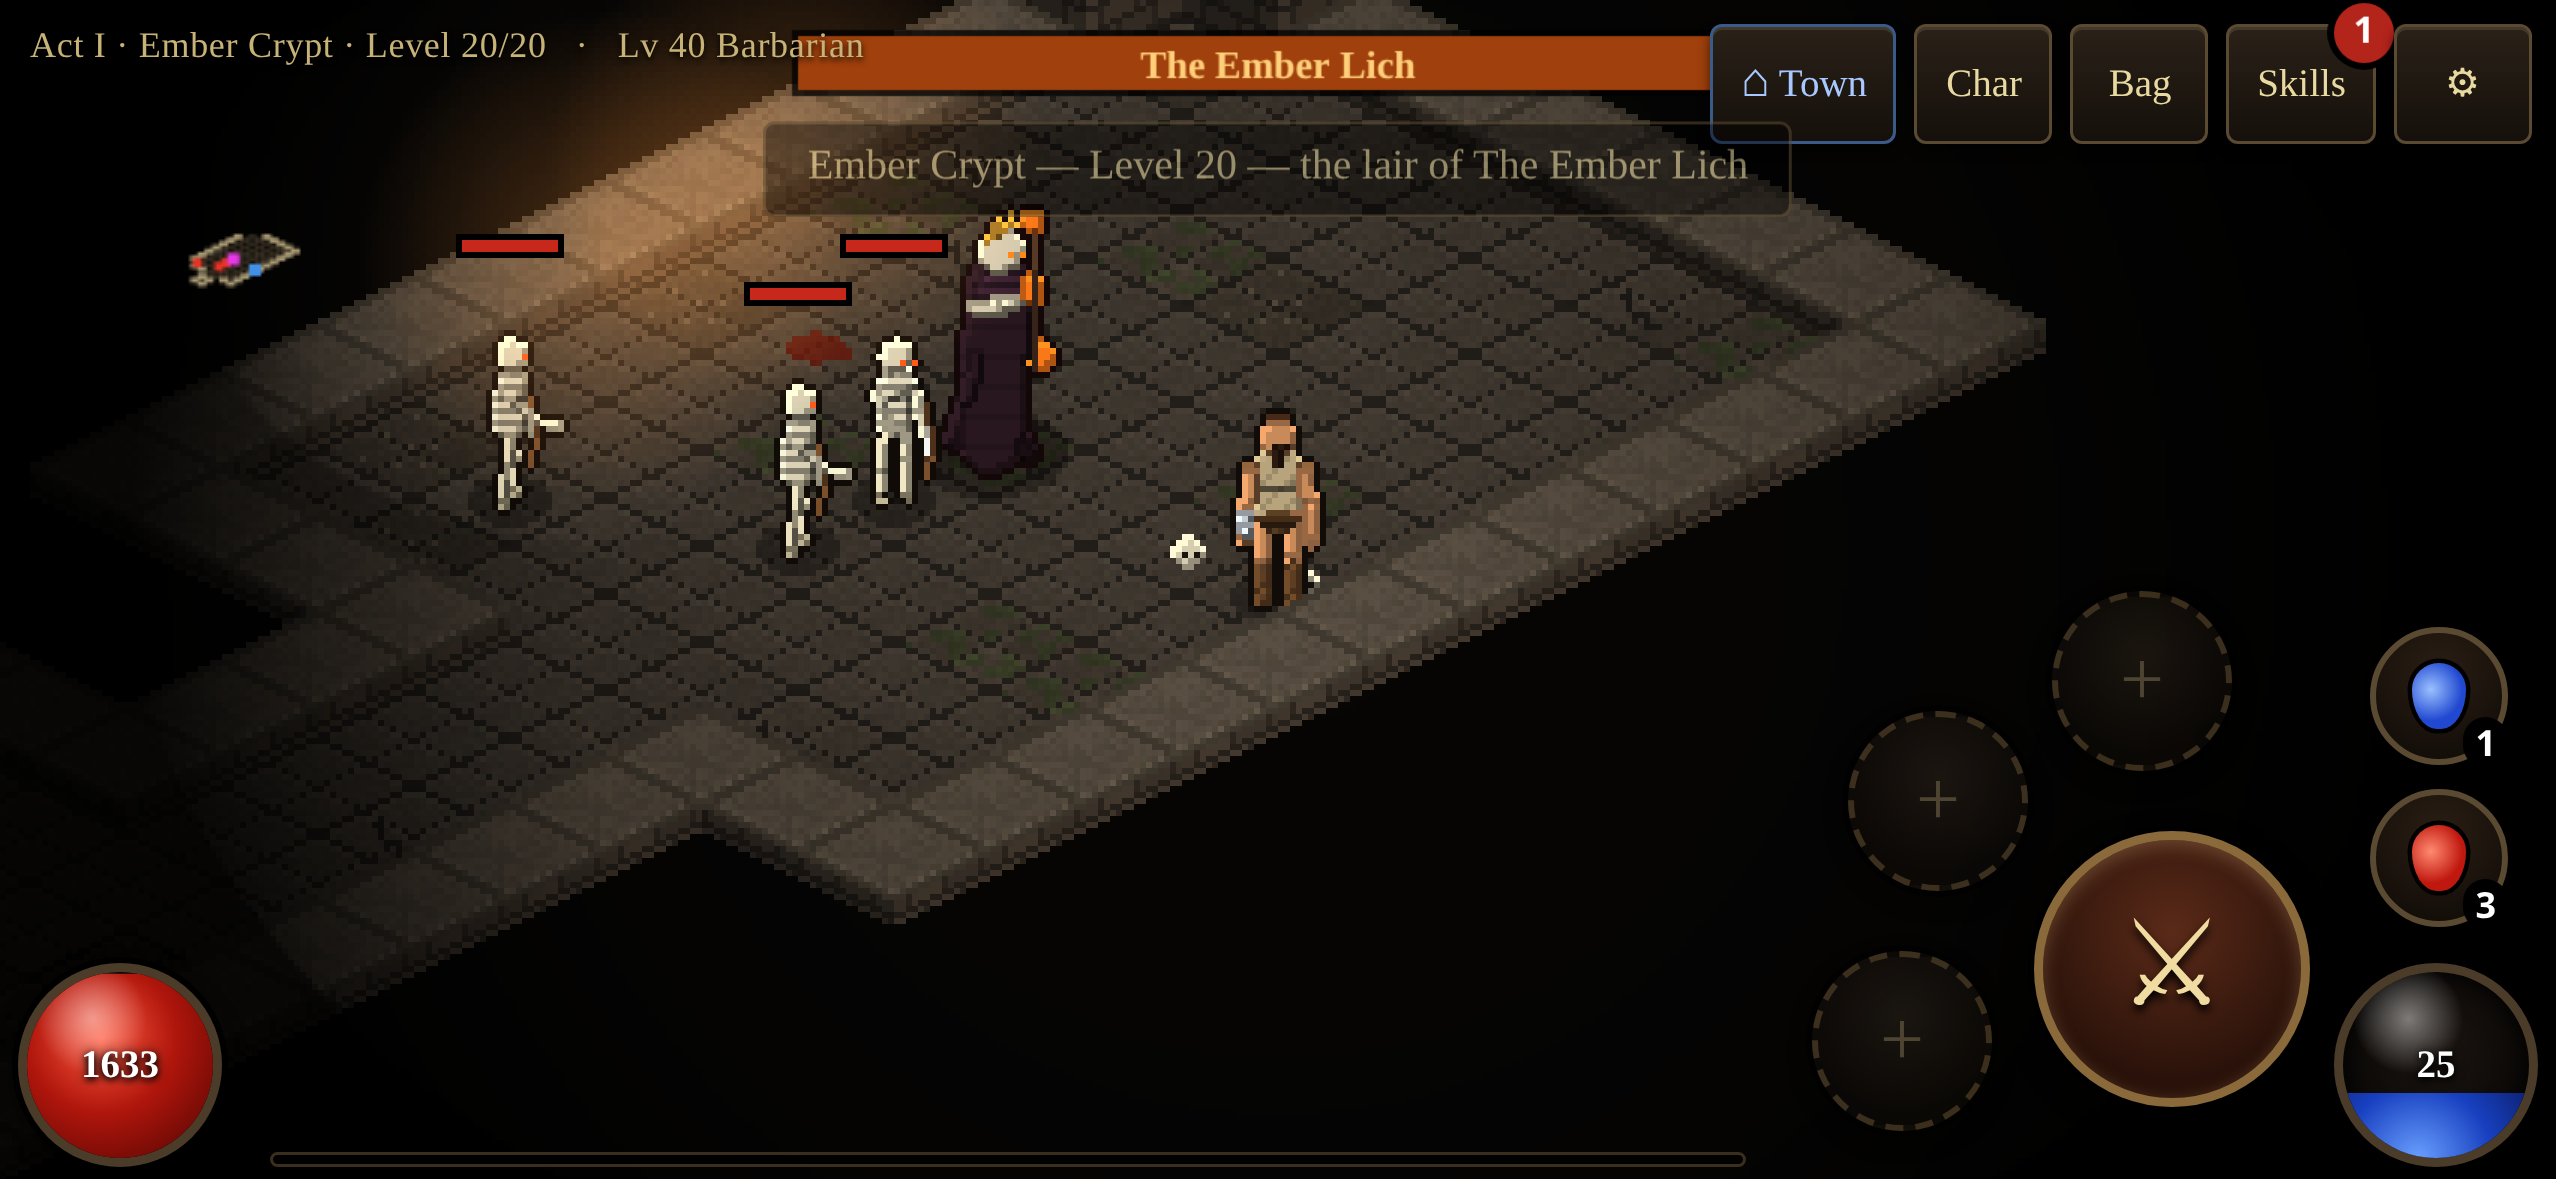 Act I · Ember Crypt · Level 20/20 · Lv 40 Barbarian
The Ember Lich
Town
Char
Bag
Skills
1
Ember Crypt — Level 20 — the lair of The Ember Lich
1
3
1633
25